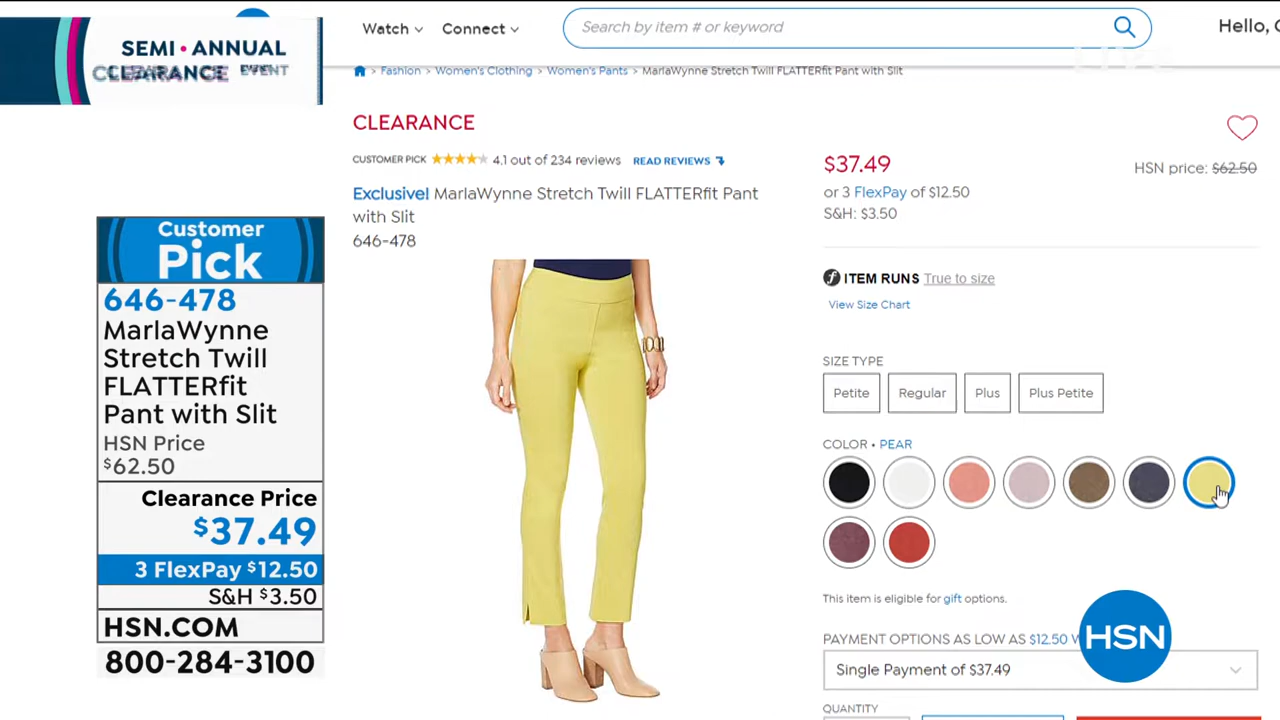 SEMI • ANNUAL
CLEARANCE EVENT
Watch
Connect
Search by item # or keyword
Hello,
Fashion > Women's Clothing > Women's Pants > MarlaWynne Stretch Twill FLATTERfit Pant with Slit
CLEARANCE
CUSTOMER PICK 4.1 out of 234 reviews READ REVIEWS
Exclusive! MarlaWynne Stretch Twill FLATTERfit Pant
with Slit
646-478
$37.49
HSN price: $62.50
or 3 FlexPay of $12.50
S&H: $3.50
ITEM RUNS True to size
View Size Chart
SIZE TYPE
Petite
Regular
Plus
Plus Petite
COLOR • PEAR
This item is eligible for gift options.
PAYMENT OPTIONS AS LOW AS $12.50
Single Payment of $37.49
QUANTITY
Customer
Pick
646-478
MarlaWynne
Stretch Twill
FLATTERfit
Pant with Slit
HSN Price
$62.50
Clearance Price
$37.49
3 FlexPay $12.50
S&H $3.50
HSN.COM
800-284-3100
HSN